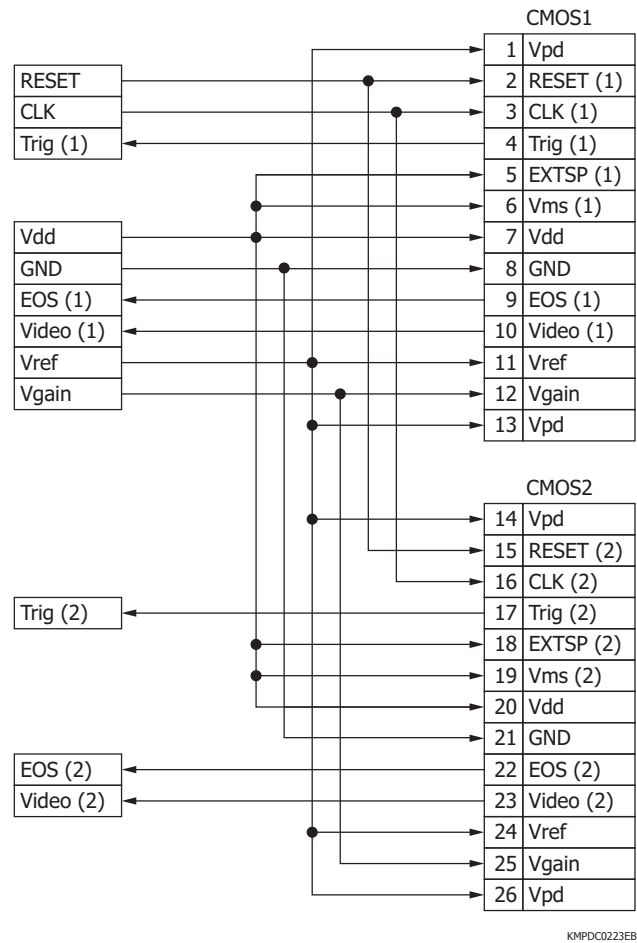 CMOS1
1 Vpd
RESET 2 RESET (1)
CLK 3 CLK (1)
Trig (1) 4 Trig (1)
5 EXTSP (1)
6 Vms (1)
Vdd 7 Vdd
GND 8 GND
EOS (1) 9 EOS (1)
Video (1) 10 Video (1)
Vref 11 Vref
Vgain 12 Vgain
13 Vpd
CMOS2
14 Vpd
15 RESET (2)
16 CLK (2)
Trig (2) 17 Trig (2)
18 EXTSP (2)
19 Vms (2)
20 Vdd
21 GND
EOS (2) 22 EOS (2)
Video (2) 23 Video (2)
24 Vref
25 Vgain
26 Vpd
KMPDC0223EB